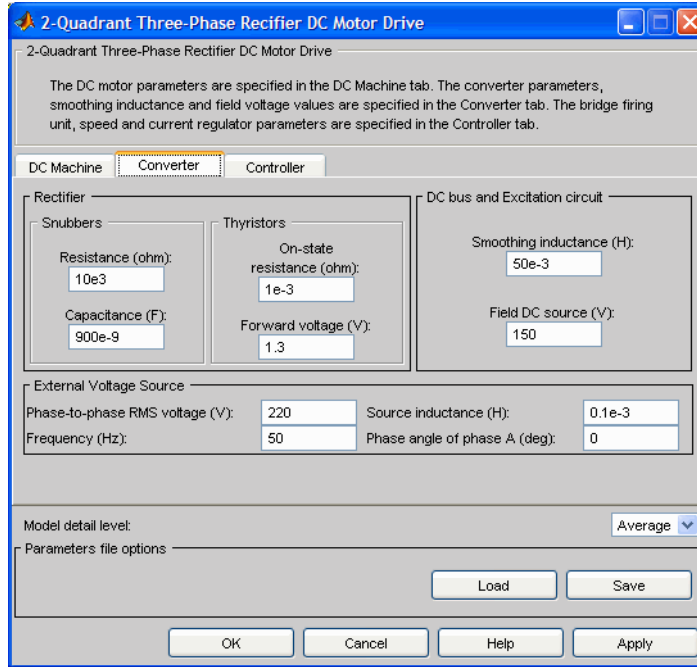 2-Quadrant Three-Phase Rectifier DC Motor Drive
2-Quadrant Three-Phase Rectifier DC Motor Drive
The DC motor parameters are specified in the DC Machine tab. The converter parameters,
smoothing inductance and field voltage values are specified in the Converter tab. The bridge firing
unit, speed and current regulator parameters are specified in the Controller tab.
DC Machine
Converter
Controller
Rectifier
Snubbers
Resistance (ohm):
10e3
Capacitance (F):
900e-9
Thyristors
On-state
resistance (ohm):
1e-3
Forward voltage (V):
1.3
DC bus and Excitation circuit
Smoothing inductance (H):
50e-3
Field DC source (V):
150
External Voltage Source
Phase-to-phase RMS voltage (V):
220
Source inductance (H):
0.1e-3
Frequency (Hz):
50
Phase angle of phase A (deg):
0
Model detail level:
Average
Parameters file options
Load
Save
OK
Cancel
Help
Apply